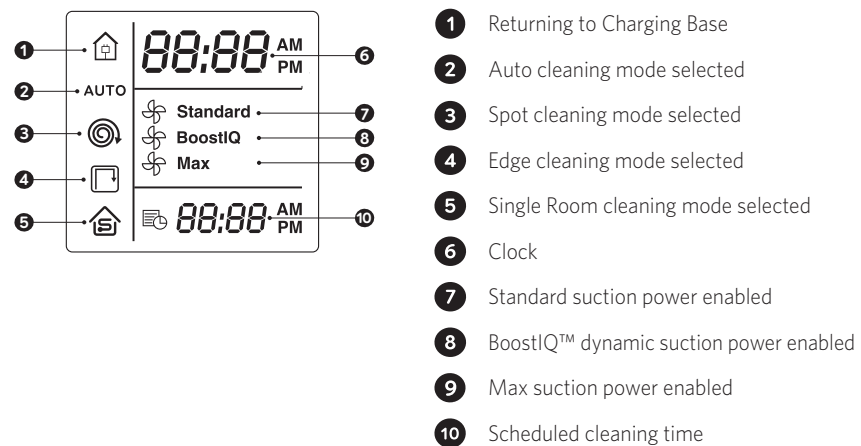 1
88:88 AM
PM
6
2
AUTO
Standard
7
3
BoostIQ
8
Max
9
4
5
88:88 AM
PM
10
1 Returning to Charging Base
2 Auto cleaning mode selected
3 Spot cleaning mode selected
4 Edge cleaning mode selected
5 Single Room cleaning mode selected
6 Clock
7 Standard suction power enabled
8 BoostIQ™ dynamic suction power enabled
9 Max suction power enabled
10 Scheduled cleaning time